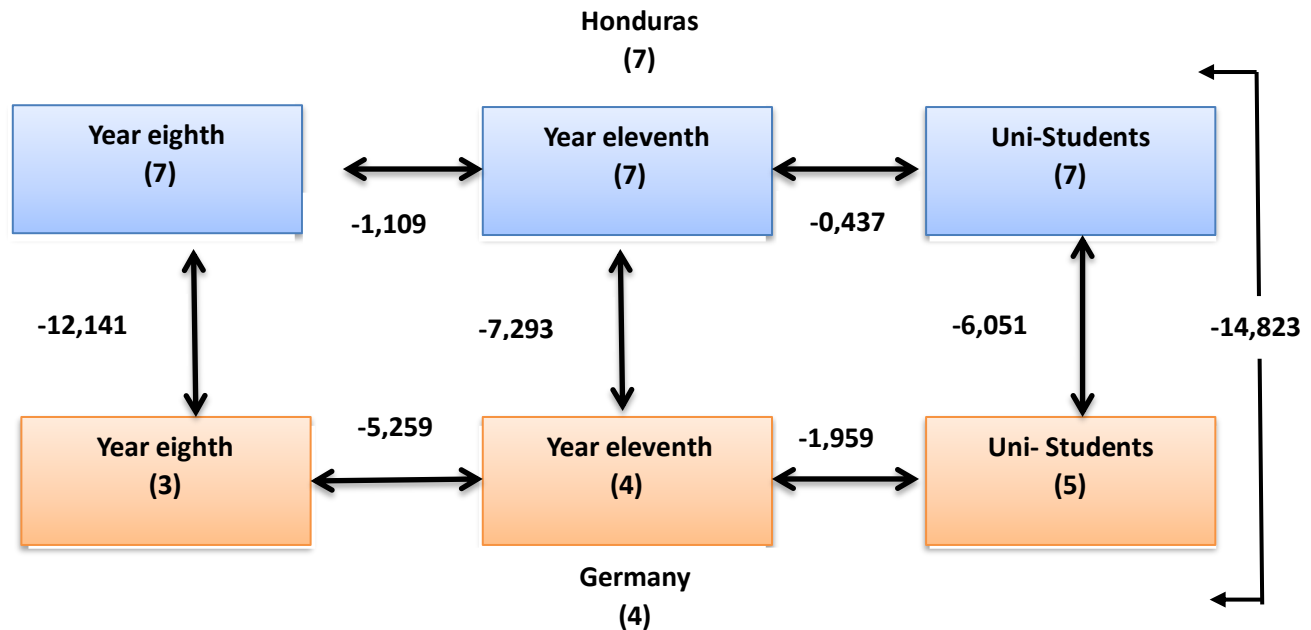 Honduras
(7)
Year eighth
(7)
Year eleventh
(7)
Uni-Students
(7)
-1,109
-0,437
-12,141
-7,293
-6,051
-14,823
-5,259
-1,959
Year eighth
(3)
Year eleventh
(4)
Uni- Students
(5)
Germany
(4)